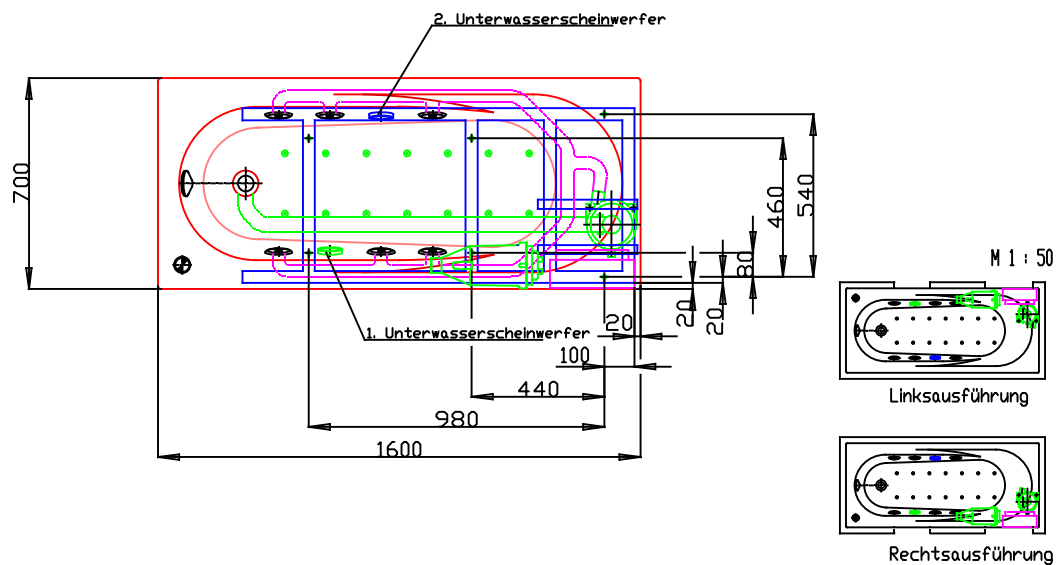 2. Unterwasserscheinwerfer
700
460
540
80
M 1 : 50
20
20
20
1. Unterwasserscheinwerfer
100
440
980
1600
Linksausführung
Rechtsausführung